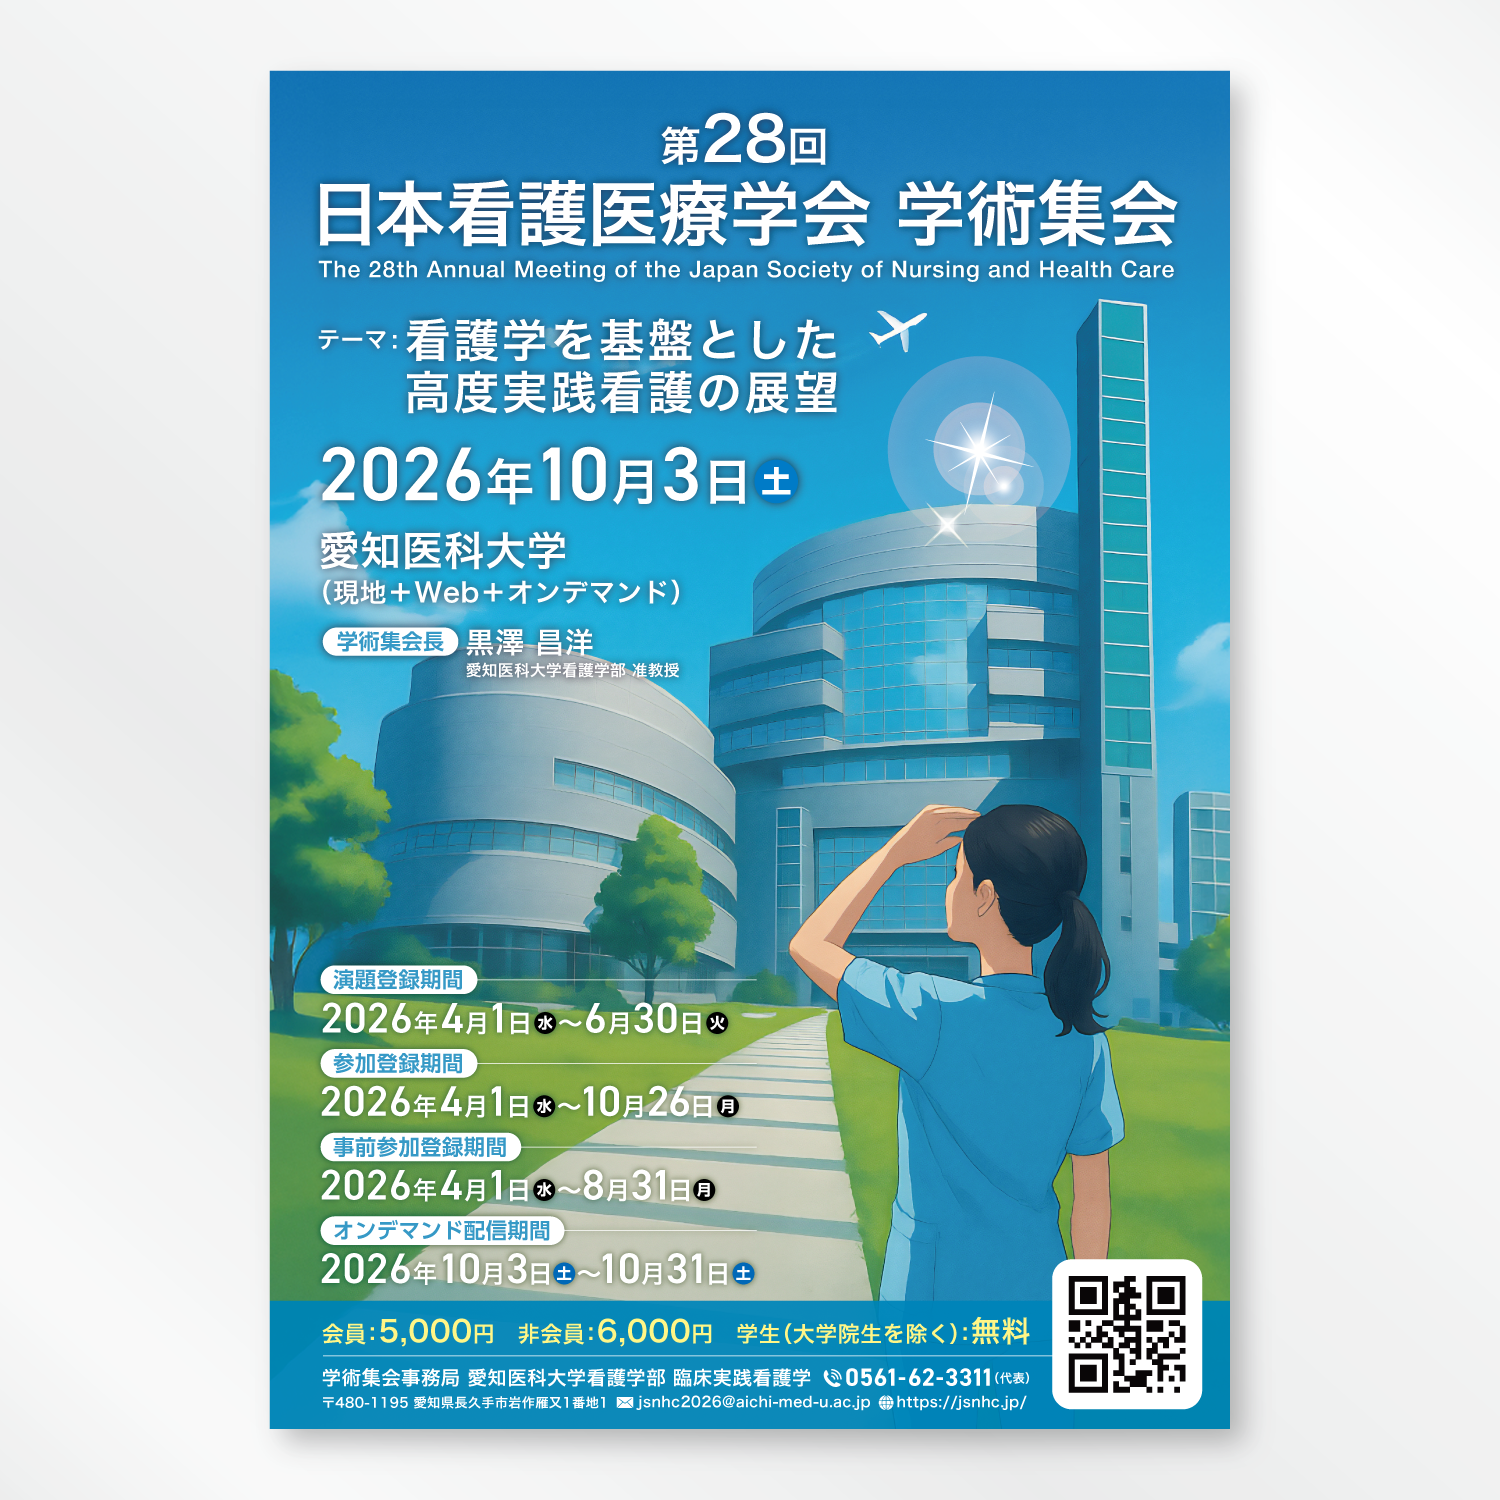 第28回
日本看護医療学会 学術集会
The 28th Annual Meeting of the Japan Society of Nursing and Health Care
テーマ：看護学を基盤とした
高度実践看護の展望
2026年10月3日土
愛知医科大学
（現地＋Web＋オンデマンド）
学術集会長 黒澤 昌洋
愛知医科大学看護学部 准教授
演題登録期間
2026年4月1日水～6月30日火
参加登録期間
2026年4月1日水～10月26日月
事前参加登録期間
2026年4月1日水～8月31日月
オンデマンド配信期間
2026年10月3日土～10月31日土
会員：5,000円 非会員：6,000円 学生（大学院生を除く）：無料
学術集会事務局 愛知医科大学看護学部 臨床実践看護学 0561-62-3311（代表）
〒480-1195 愛知県長久手市岩作雁又1番地1 jsnhc2026@aichi-med-u.ac.jp https://jsnhc.jp/